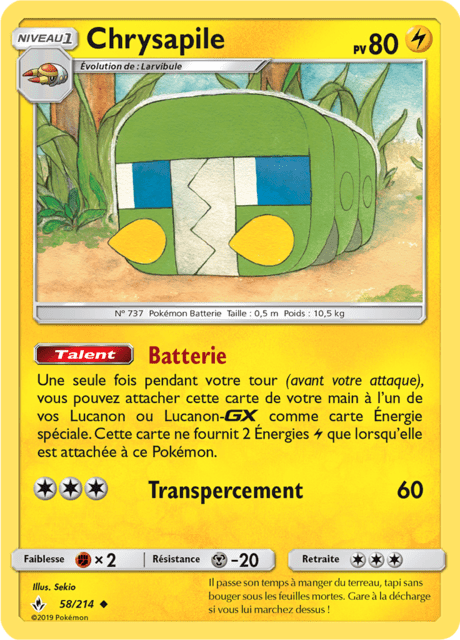 NIVEAU 1
Chrysapile
PV 80
Évolution de : Larvibule
N° 737 Pokémon Batterie Taille : 0,5 m Poids : 10,5 kg
Talent Batterie
Une seule fois pendant votre tour (avant votre attaque),
vous pouvez attacher cette carte de votre main à l'un de
vos Lucanon ou Lucanon-GX comme carte Énergie
spéciale. Cette carte ne fournit 2 Énergies que lorsqu'elle
est attachée à ce Pokémon.
Transpercement 60
Faiblesse ×2 Résistance -20 Retraite
Illus. Sekio
58/214
©2019 Pokémon
Il passe son temps à manger du terreau, tapi sans
bouger sous les feuilles mortes. Gare à la décharge
si vous lui marchez dessus !